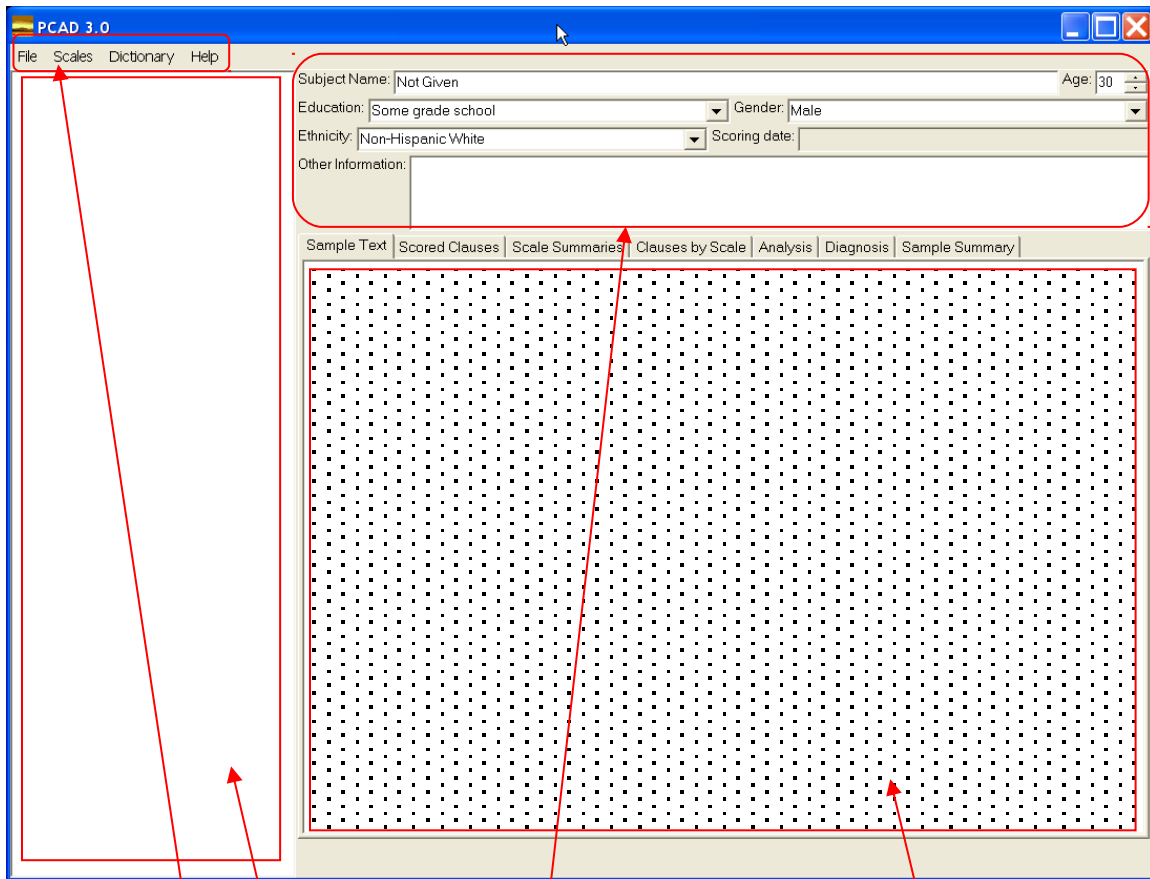 PCAD 3.0
File Scales Dictionary Help
Subject Name: Not Given Age: 30
Education: Some grade school Gender: Male
Ethnicity: Non-Hispanic White Scoring date:
Other Information:
Sample Text Scored Clauses Scale Summaries Clauses by Scale Analysis Diagnosis Sample Summary